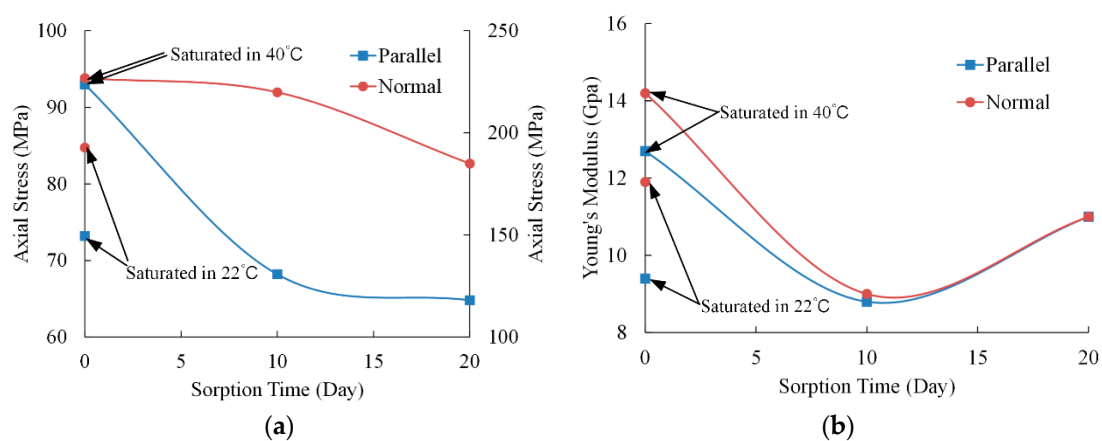 100
90
80
70
60
Axial Stress (MPa)
250
200
150
100
Axial Stress (MPa)
Saturated in 40°C
Parallel
Normal
Saturated in 22°C
0 5 10 15 20
Sorption Time (Day)
(a)
16
14
12
10
8
Young's Modulus (Gpa)
Parallel
Normal
Saturated in 40°C
Saturated in 22°C
0 5 10 15 20
Sorption Time (Day)
(b)